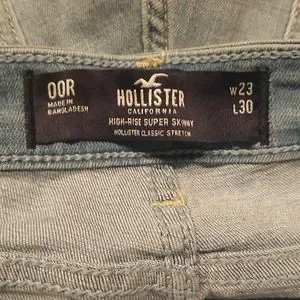 00R
MADE IN
BANGLADESH
HOLLISTER
CALIFORNIA
HIGH-RISE SUPER SKINNY
HOLLISTER CLASSIC STRETCH
W23
L30